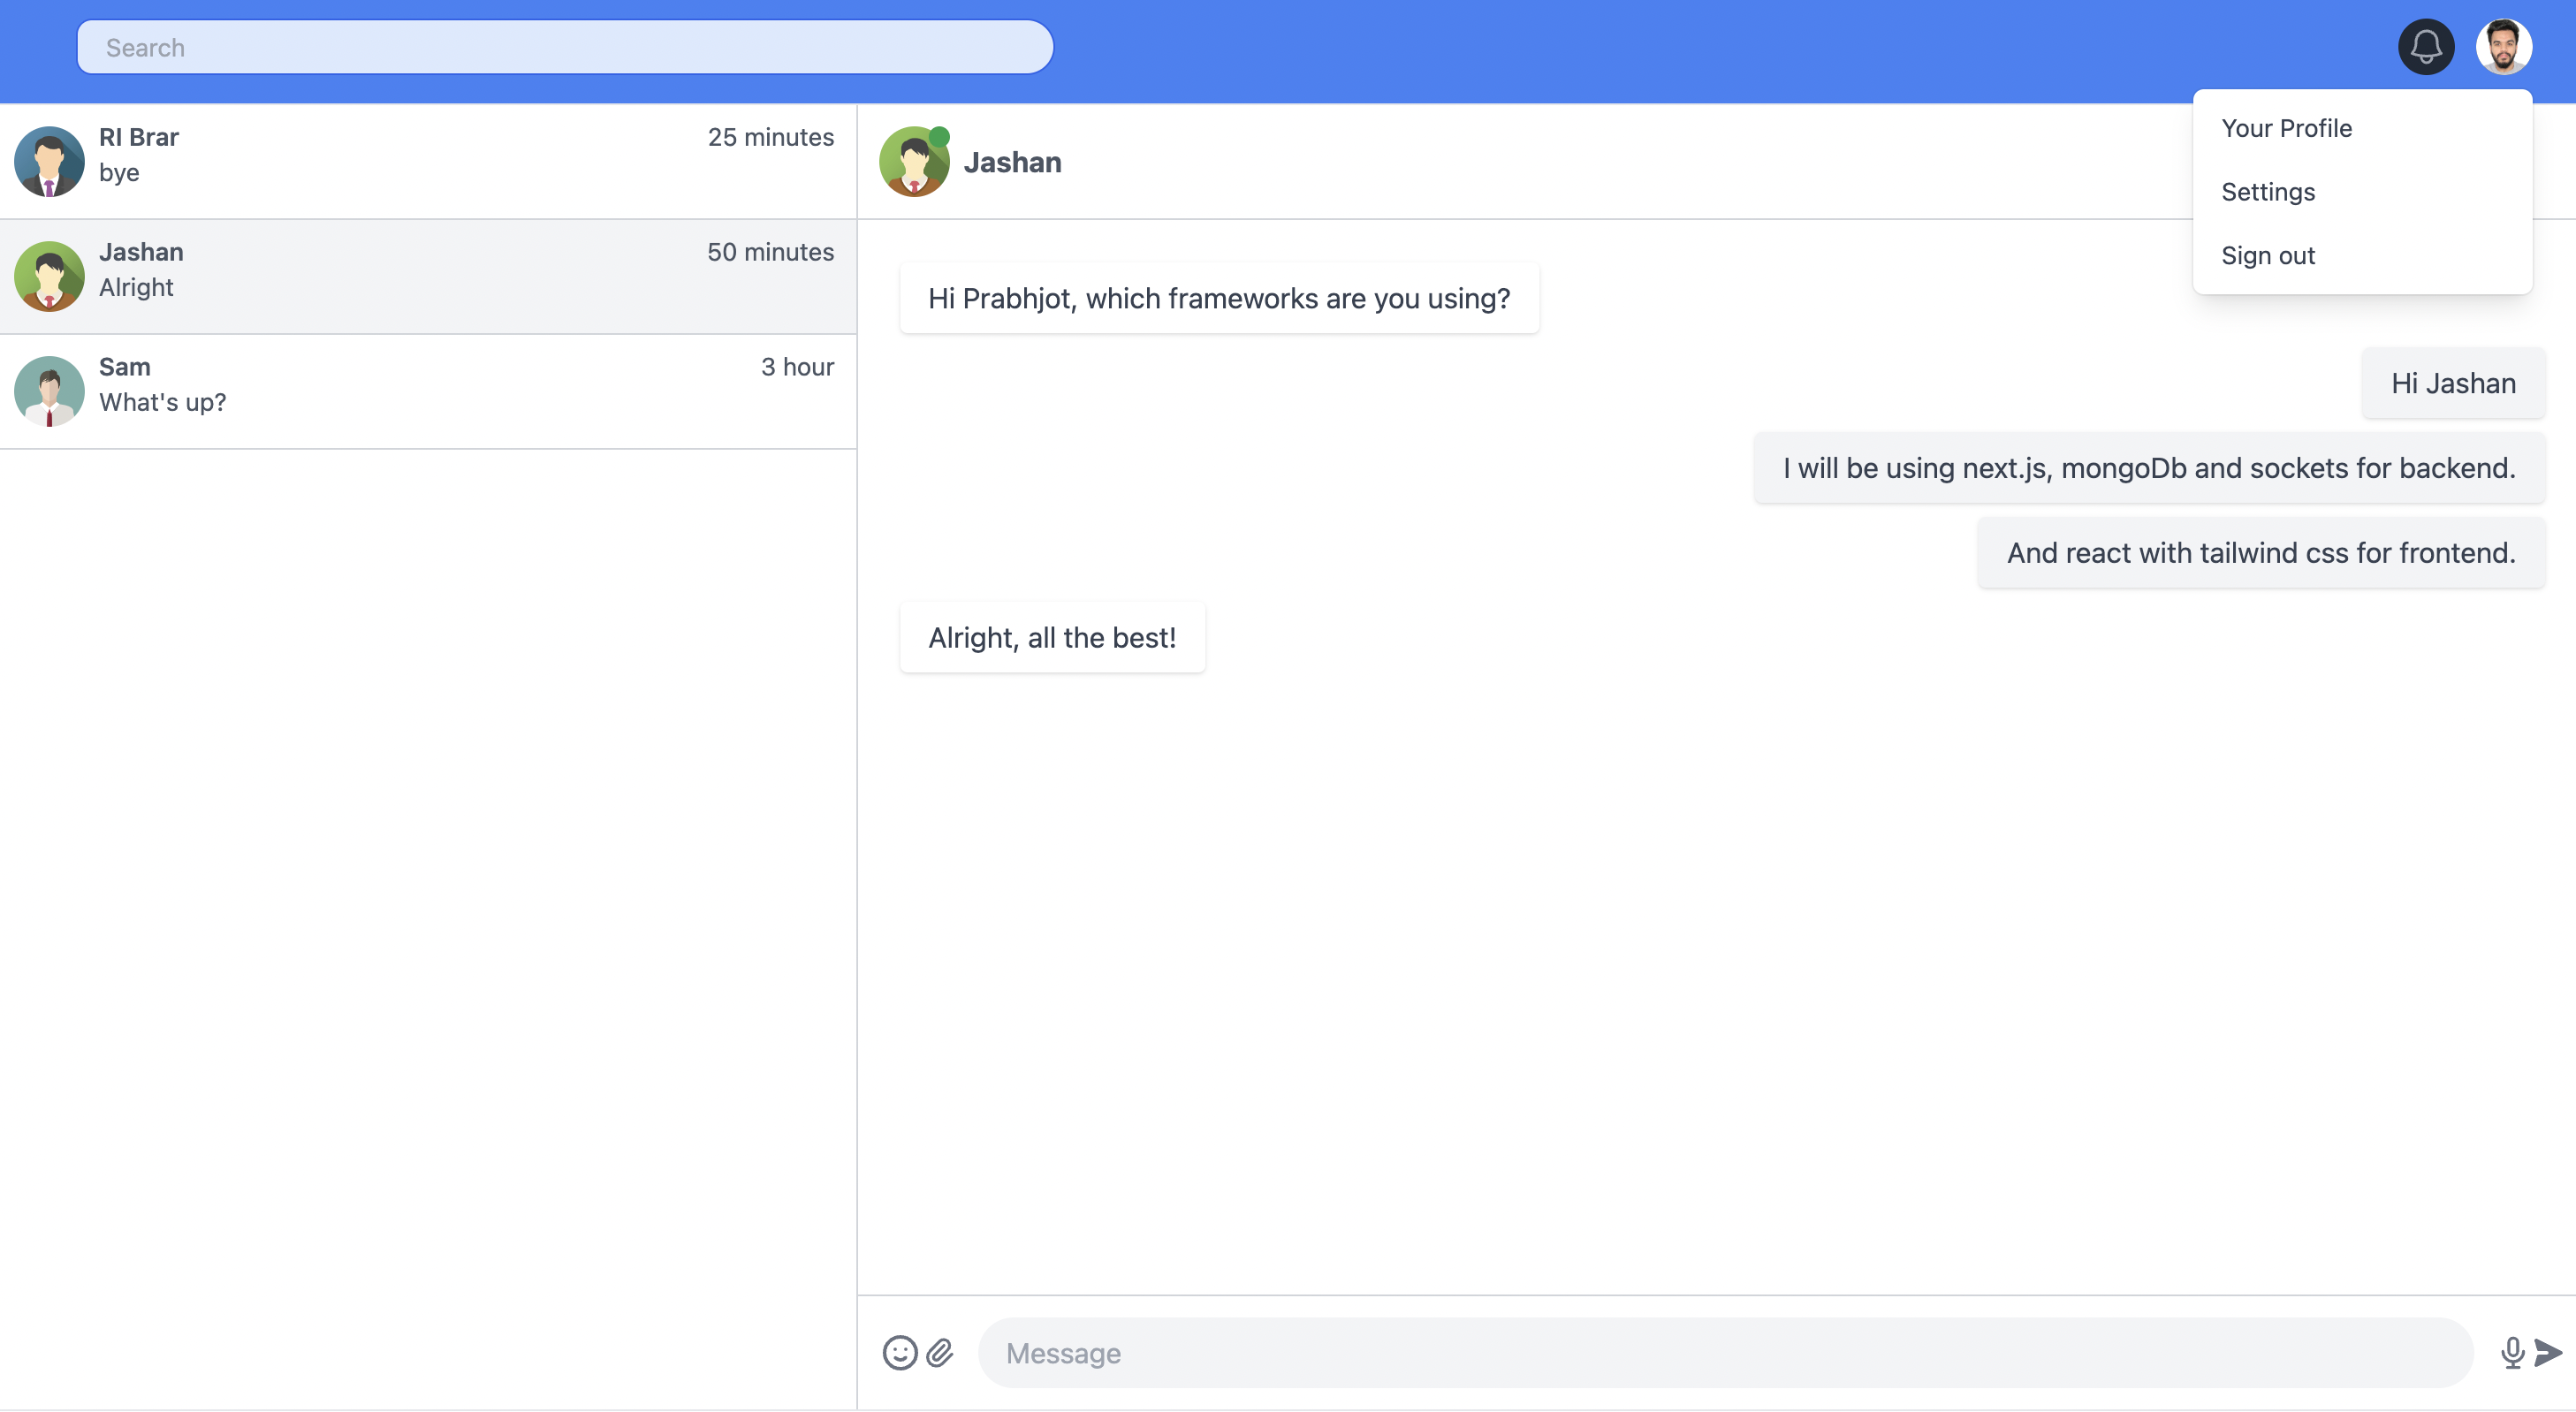 Search
RI Brar
25 minutes
bye
Jashan
50 minutes
Alright
Sam
3 hour
What's up?
Jashan
Your Profile
Settings
Sign out
Hi Prabhjot, which frameworks are you using?
Hi Jashan
I will be using next.js, mongoDb and sockets for backend.
And react with tailwind css for frontend.
Alright, all the best!
Message